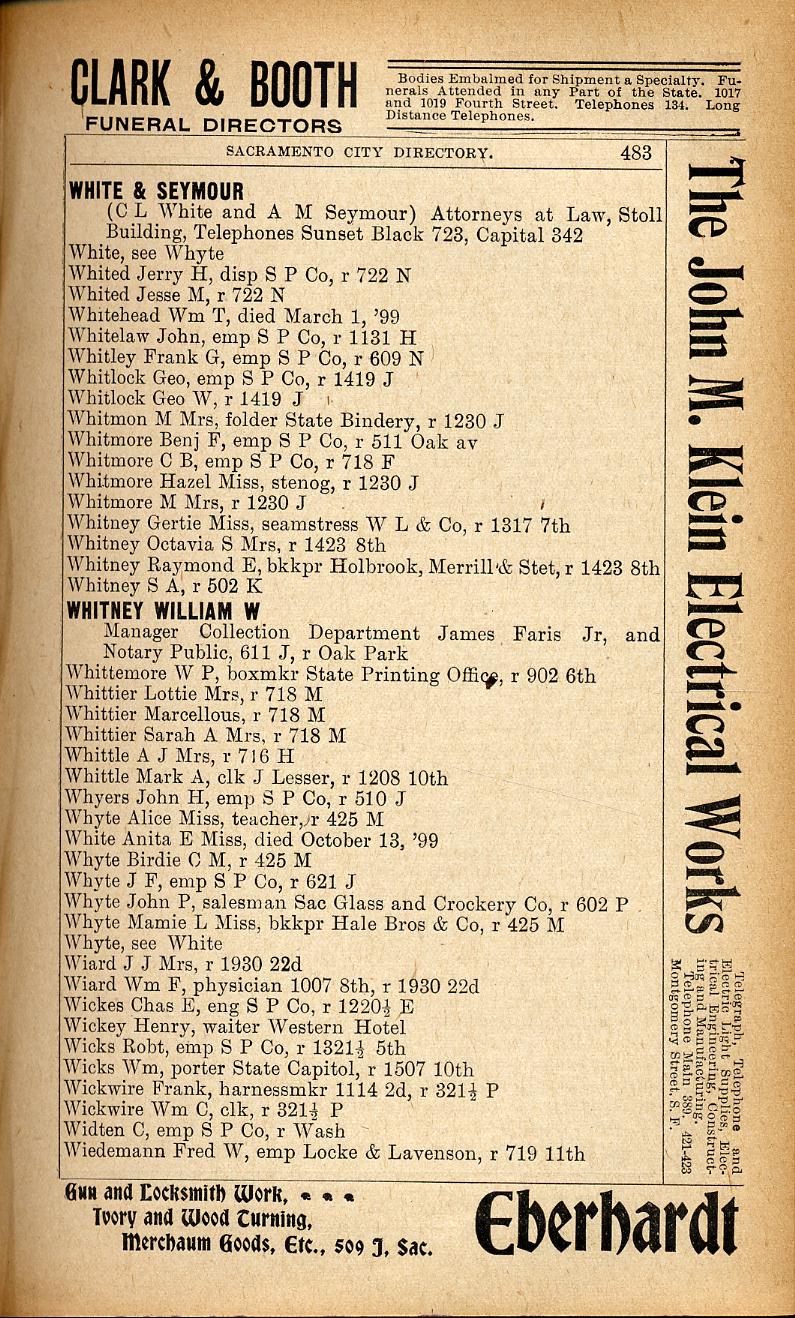 CLARK & BOOTH
FUNERAL DIRECTORS
Bodies Embalmed for Shipment a Specialty. Fu-
nerals Attended in any Part of the State. 1017
and 1019 Fourth Street. Telephones 134. Long
Distance Telephones.
SACRAMENTO CITY DIRECTORY. 483
WHITE & SEYMOUR
(C L White and A M Seymour) Attorneys at Law, Stoll
Building, Telephones Sunset Black 723, Capital 342
White, see Whyte
Whited Jerry H, disp S P Co, r 722 N
Whited Jesse M, r 722 N
Whitehead Wm T, died March 1, '99
Whitelaw John, emp S P Co, r 1131 H
Whitley Frank G, emp S P Co, r 609 N
Whitlock Geo, emp S P Co, r 1419 J
Whitlock Geo W, r 1419 J
Whitmon M Mrs, folder State Bindery, r 1230 J
Whitmore Benj F, emp S P Co, r 511 Oak av
Whitmore C B, emp S P Co, r 718 F
Whitmore Hazel Miss, stenog, r 1230 J
Whitmore M Mrs, r 1230 J
Whitney Gertie Miss, seamstress W L & Co, r 1317 7th
Whitney Octavia S Mrs, r 1423 8th
Whitney Raymond E, bkkpr Holbrook, Merrill & Stet, r 1423 8th
Whitney S A, r 502 K
WHITNEY WILLIAM W
Manager Collection Department James Faris Jr, and
Notary Public, 611 J, r Oak Park
Whittemore W P, boxmkr State Printing Office, r 902 6th
Whittier Lottie Mrs, r 718 M
Whittier Marcellous, r 718 M
Whittier Sarah A Mrs, r 718 M
Whittle A J Mrs, r 716 H
Whittle Mark A, clk J Lesser, r 1208 10th
Whyers John H, emp S P Co, r 510 J
Whyte Alice Miss, teacher, r 425 M
White Anita E Miss, died October 13, '99
Whyte Birdie C M, r 425 M
Whyte J F, emp S P Co, r 621 J
Whyte John P, salesman Sac Glass and Crockery Co, r 602 P
Whyte Mamie L Miss, bkkpr Hale Bros & Co, r 425 M
Whyte, see White
Wiard J J Mrs, r 1930 22d
Wiard Wm F, physician 1007 8th, r 1930 22d
Wickes Chas E, eng S P Co, r 1220½ E
Wickey Henry, waiter Western Hotel
Wicks Robt, emp S P Co, r 1321½ 5th
Wicks Wm, porter State Capitol, r 1507 10th
Wickwire Frank, harnessmkr 1114 2d, r 321½ P
Wickwire Wm C, clk, r 321½ P
Widten C, emp S P Co, r Wash
Wiedemann Fred W, emp Locke & Lavenson, r 719 11th
The John M. Klein Electrical Works
Telegraph, Telephone and
Electric Light Supplies, Elec-
trical Engineering, Construct-
ing and Manufacturing.
Telephone Main 389. 421-423
Montgomery Street, S. F.
Gun and Locksmith Work,
Ivory and Wood Turning,
Merchaum Goods, Etc., 509 J, Sac.
Eberhardt